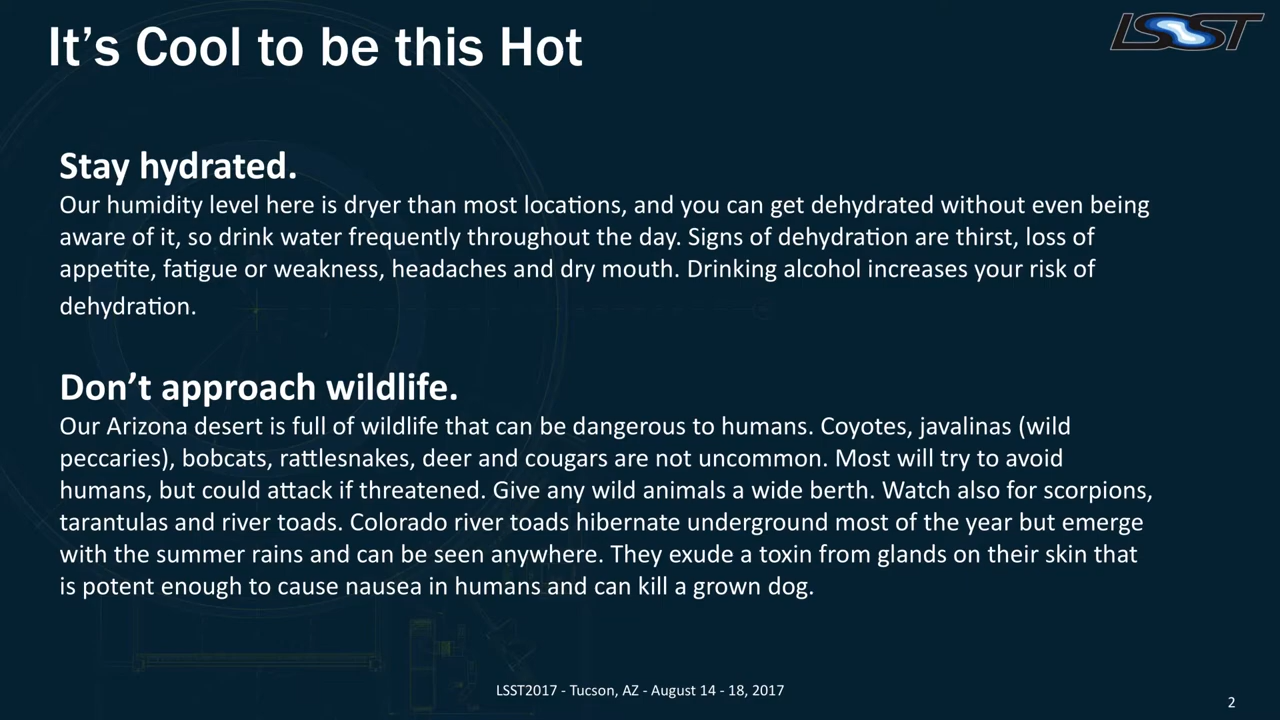 It's Cool to be this Hot
LSST
Stay hydrated.
Our humidity level here is dryer than most locations, and you can get dehydrated without even being
aware of it, so drink water frequently throughout the day. Signs of dehydration are thirst, loss of
appetite, fatigue or weakness, headaches and dry mouth. Drinking alcohol increases your risk of
dehydration.
Don't approach wildlife.
Our Arizona desert is full of wildlife that can be dangerous to humans. Coyotes, javalinas (wild
peccaries), bobcats, rattlesnakes, deer and cougars are not uncommon. Most will try to avoid
humans, but could attack if threatened. Give any wild animals a wide berth. Watch also for scorpions,
tarantulas and river toads. Colorado river toads hibernate underground most of the year but emerge
with the summer rains and can be seen anywhere. They exude a toxin from glands on their skin that
is potent enough to cause nausea in humans and can kill a grown dog.
LSST2017 - Tucson, AZ - August 14 - 18, 2017
2